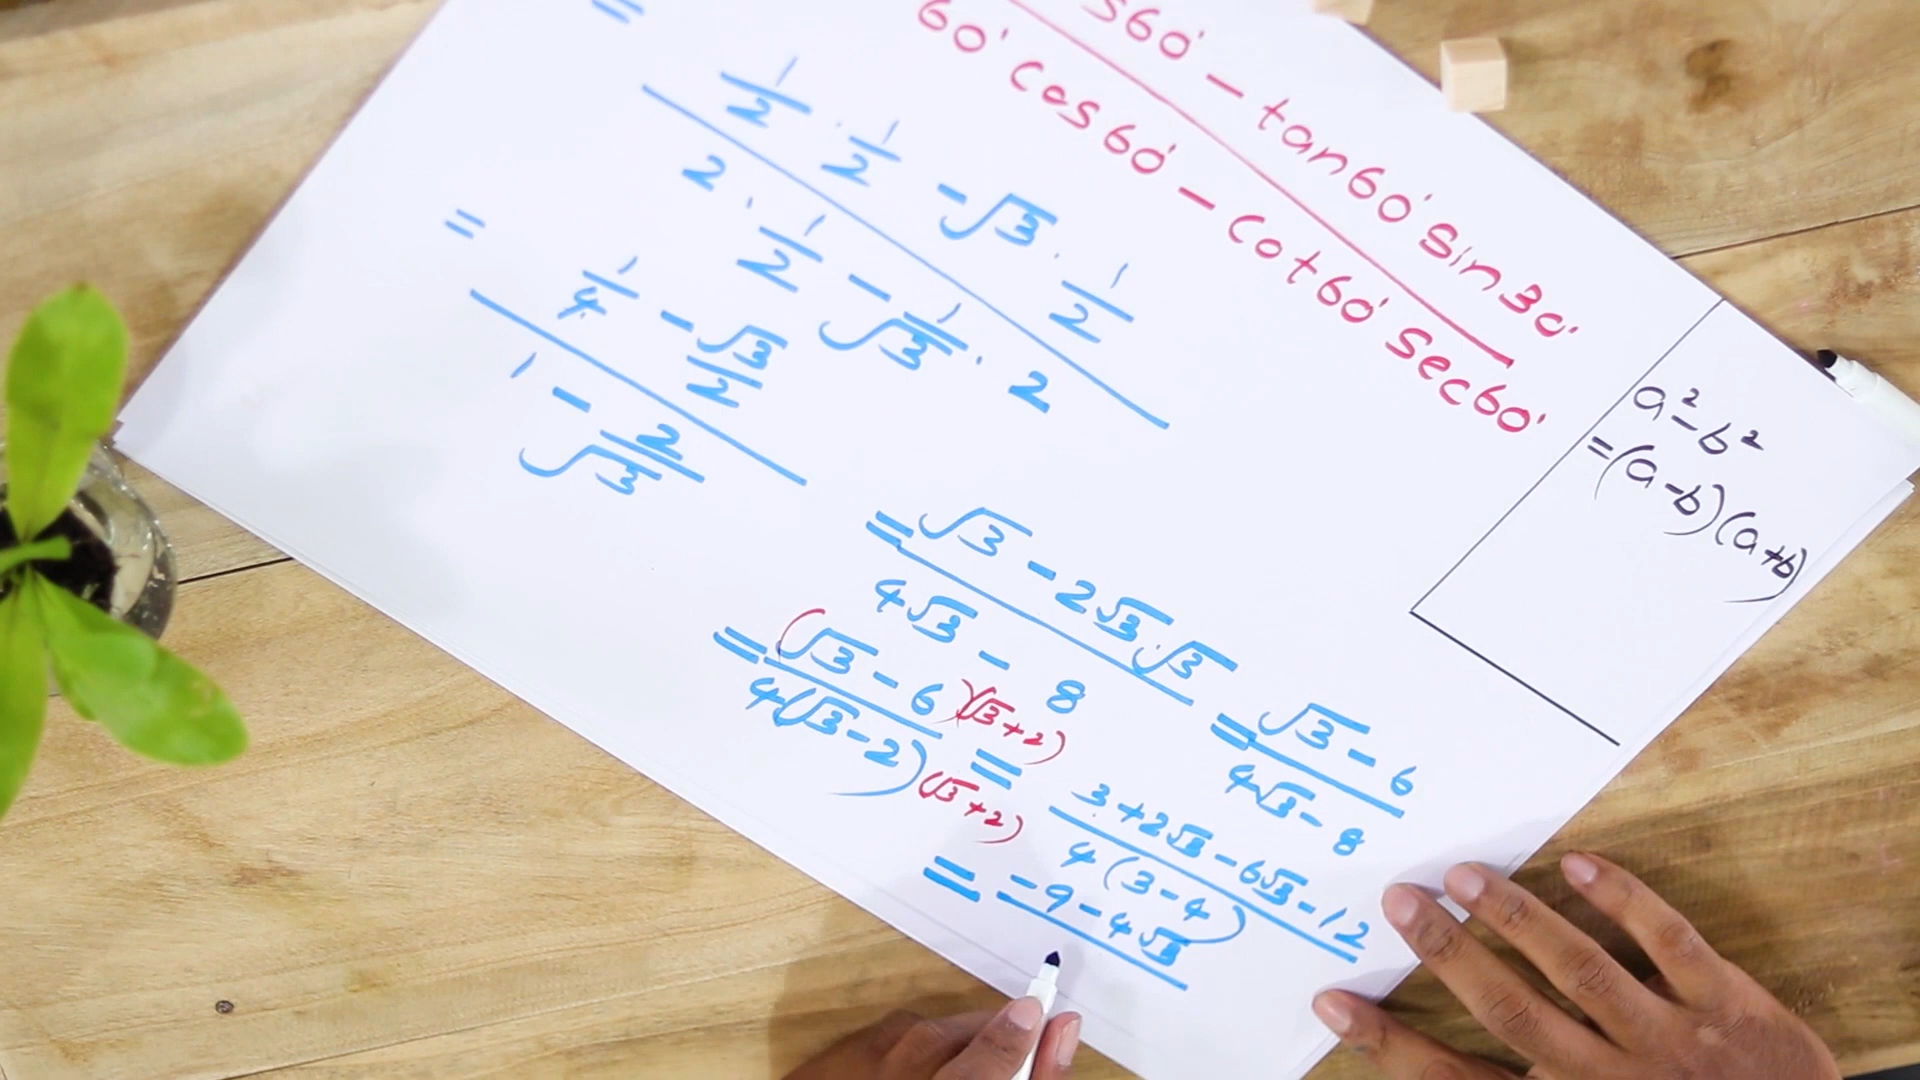 s60° - tan60° sin30°
60° cos60° - cot60° sec60°
=
1/2 · 1/2 - √3 · 1/2
2 · 1/2 - 1/√3 · 2
=
1/4 - √3/2
1 - 2/√3
= √3 - 2√3·√3
4√3 - 8
= √3 - 6
4√3 - 8
= (√3 - 6)(√3+2)
4(√3 - 2)(√3+2)
= 3 + 2√3 - 6√3 - 12
4(3 - 4)
= -9 - 4√3
a² - b²
= (a - b)(a + b)